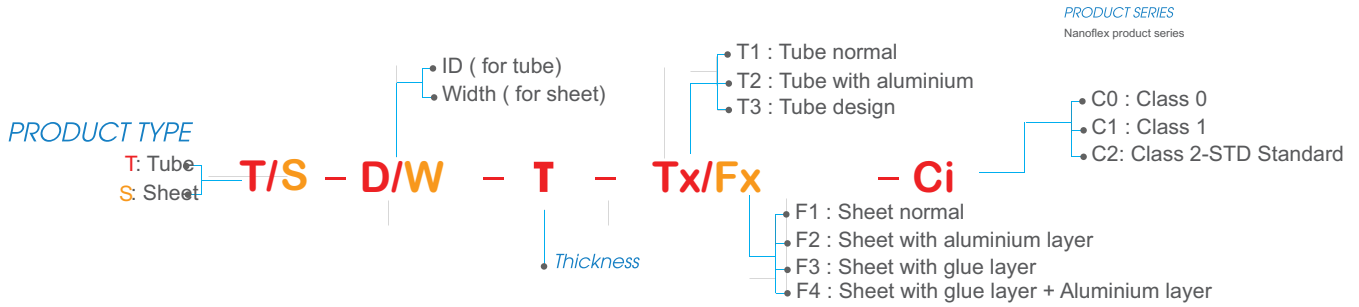 PRODUCT SERIES
Nanoflex product series
T1 : Tube normal
ID ( for tube)
T2 : Tube with aluminium
Width ( for sheet)
T3 : Tube design
C0 : Class 0
PRODUCT TYPE
C1 : Class 1
T: Tube
C2: Class 2-STD Standard
S: Sheet
T/S – D/W – T – Tx/Fx – Ci
F1 : Sheet normal
F2 : Sheet with aluminium layer
Thickness
F3 : Sheet with glue layer
F4 : Sheet with glue layer + Aluminium layer